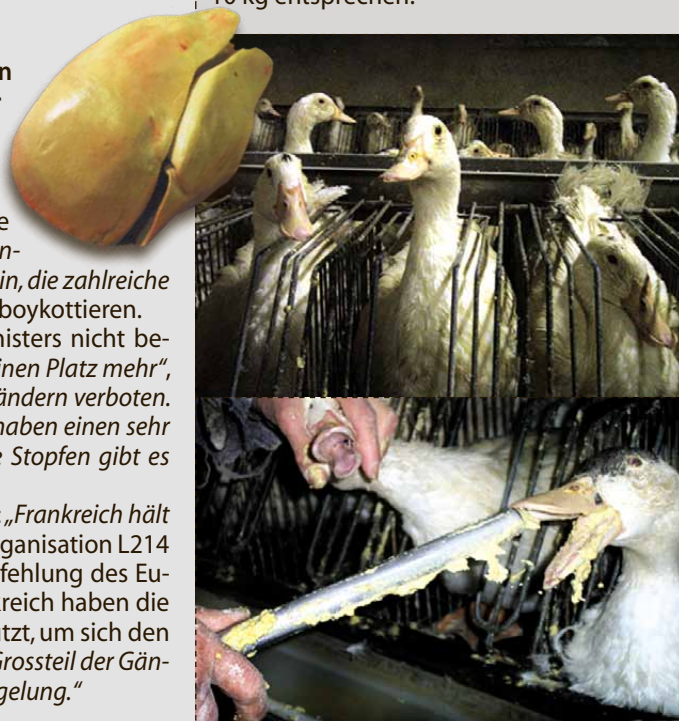 10 kg entsprechen.
n
e
n-
in, die zahlreiche
boykottieren.
nisters nicht be-
inen Platz mehr“,
ändern verboten.
haben einen sehr
e Stopfen gibt es
„Frankreich hält
ganisation L214
fehlung des Eu-
kreich haben die
tzt, um sich den
Grossteil der Gän-
gelung.“